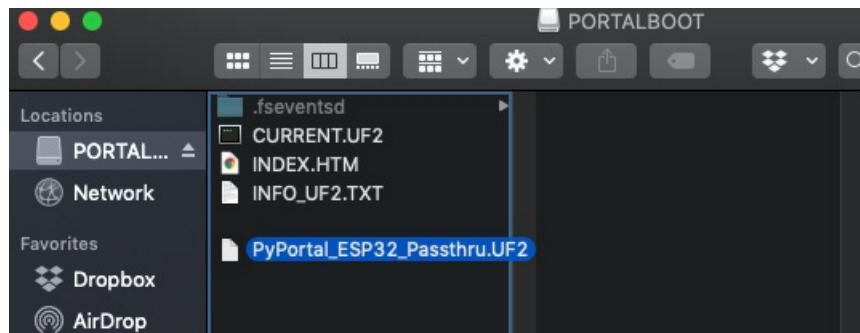 PORTALBOOT
Locations
PORTAL...
Network
Favorites
Dropbox
AirDrop
.fseventsd
CURRENT.UF2
INDEX.HTM
INFO_UF2.TXT
PyPortal_ESP32_Passthru.UF2